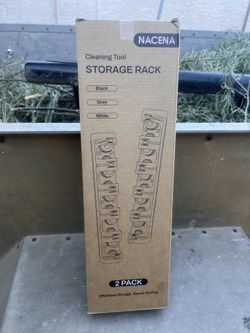 NACENA
Cleaning Tool
STORAGE RACK
Black
Grey
White
2 PACK
Effortless Storage, Space-Saving